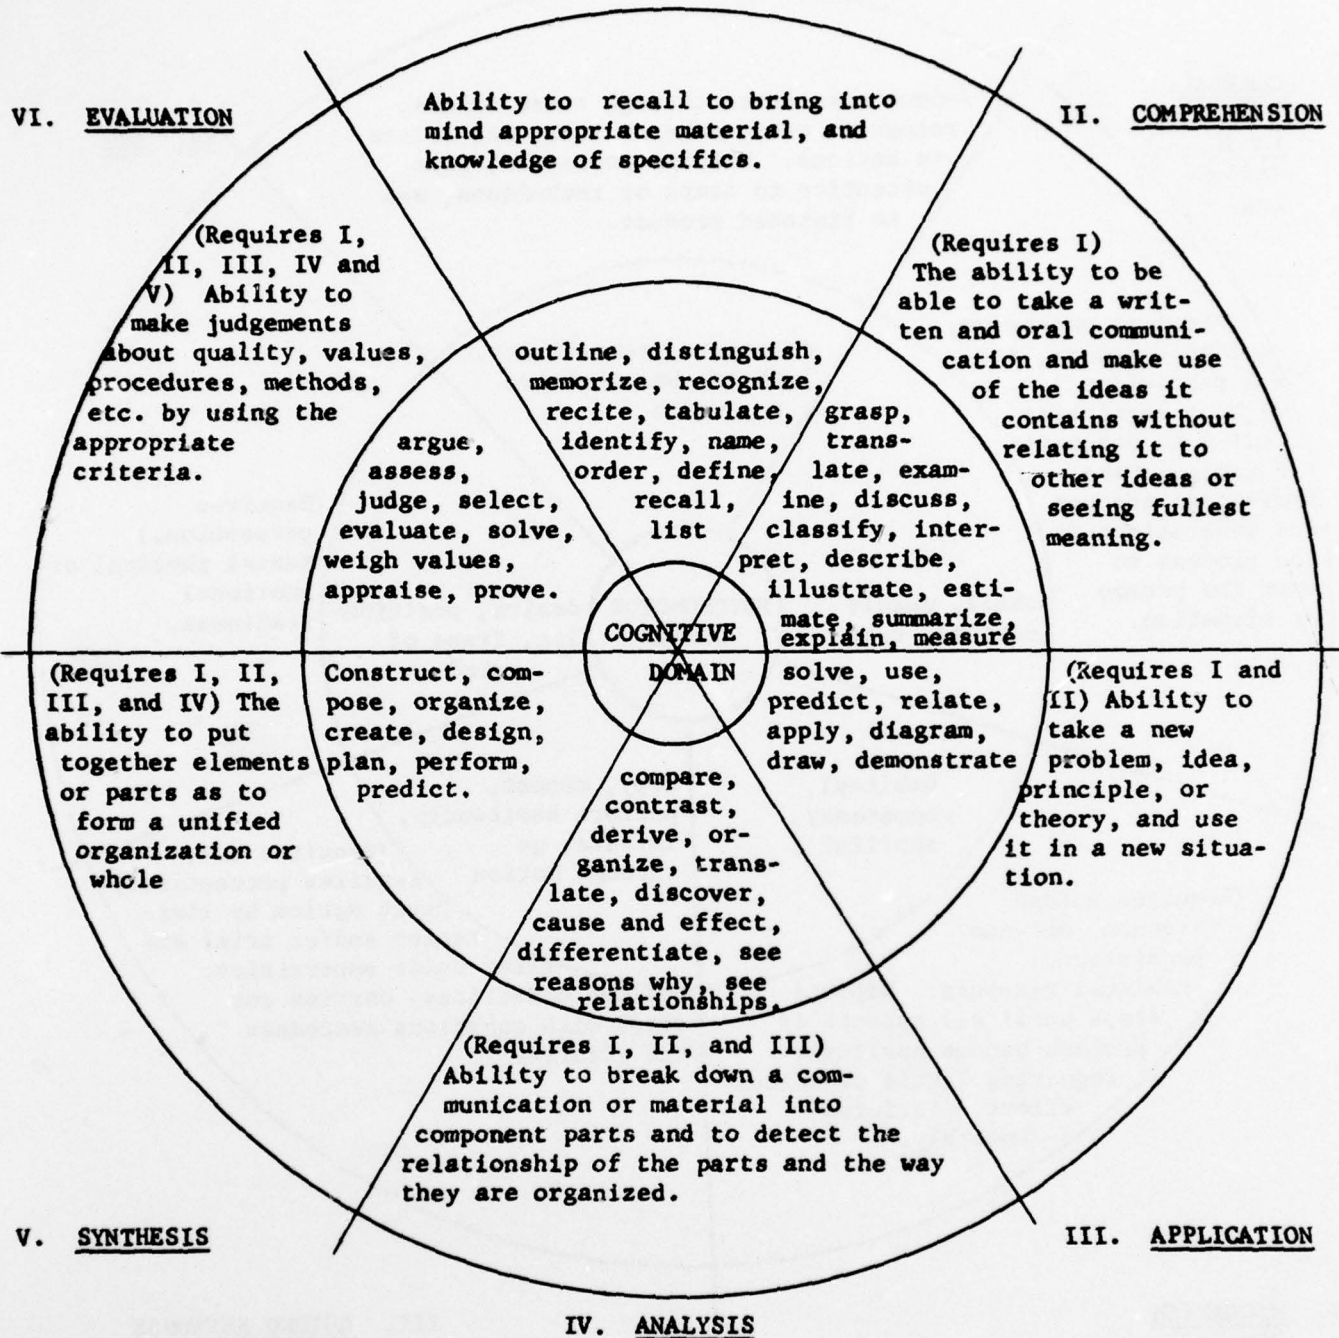 Ability to recall to bring into
mind appropriate material, and
knowledge of specifics.
outline, distinguish,
memorize, recognize,
recite, tabulate,
identify, name,
order, define,
recall,
list
II. COMPREHENSION
(Requires I)
The ability to be
able to take a writ-
ten and oral communi-
cation and make use
of the ideas it
contains without
relating it to
other ideas or
seeing fullest
meaning.
grasp,
trans-
late, exam-
ine, discuss,
classify, inter-
pret, describe,
illustrate, esti-
mate, summarize,
explain, measure
III. APPLICATION
(Requires I and
II) Ability to
take a new
problem, idea,
principle, or
theory, and use
it in a new situa-
tion.
solve, use,
predict, relate,
apply, diagram,
draw, demonstrate
IV. ANALYSIS
(Requires I, II, and III)
Ability to break down a com-
munication or material into
component parts and to detect the
relationship of the parts and the way
they are organized.
compare,
contrast,
derive, or-
ganize, trans-
late, discover,
cause and effect,
differentiate, see
reasons why, see
relationships.
V. SYNTHESIS
(Requires I, II,
III, and IV) The
ability to put
together elements
or parts as to
form a unified
organization or
whole
Construct, com-
pose, organize,
create, design,
plan, perform,
predict.
VI. EVALUATION
(Requires I,
II, III, IV and
V) Ability to
make judgements
about quality, values,
procedures, methods,
etc. by using the
appropriate
criteria.
argue,
assess,
judge, select,
evaluate, solve,
weigh values,
appraise, prove.
COGNITIVE
DOMAIN